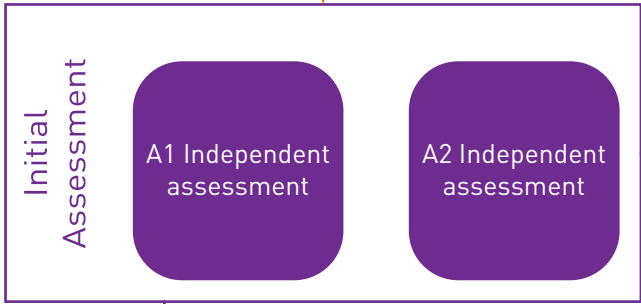 Initial
Assessment
A1 Independent
assessment
A2 Independent
assessment